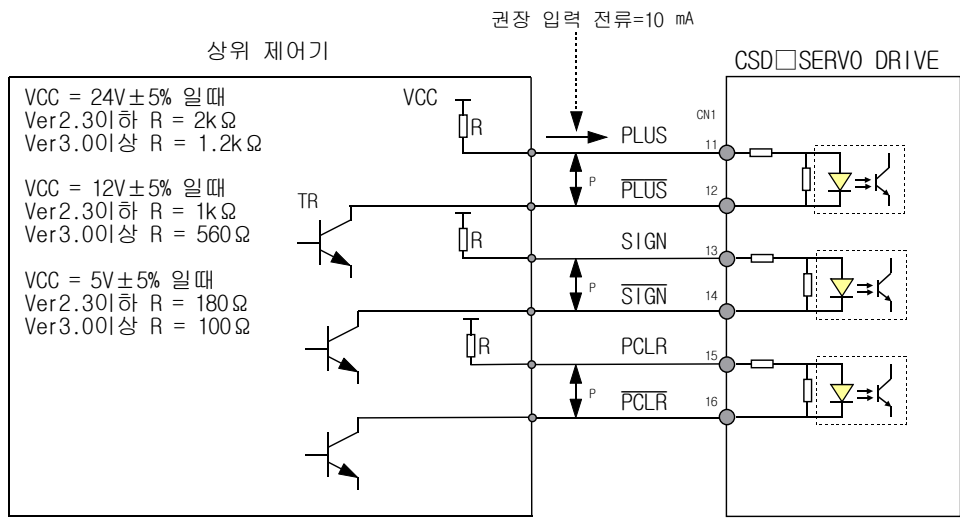 권장 입력 전류=10 mA
상위 제어기
CSD□SERVO DRIVE
VCC = 24V±5% 일때
Ver2.30이하 R = 2kΩ
Ver3.00이상 R = 1.2kΩ
VCC = 12V±5% 일때
Ver2.30이하 R = 1kΩ
Ver3.00이상 R = 560Ω
VCC = 5V±5% 일때
Ver2.30이하 R = 180Ω
Ver3.00이상 R = 100Ω
VCC
R
CN1
PLUS
11
P
TR
PLUS
12
R
SIGN
13
P
SIGN
14
R
PCLR
15
P
PCLR
16